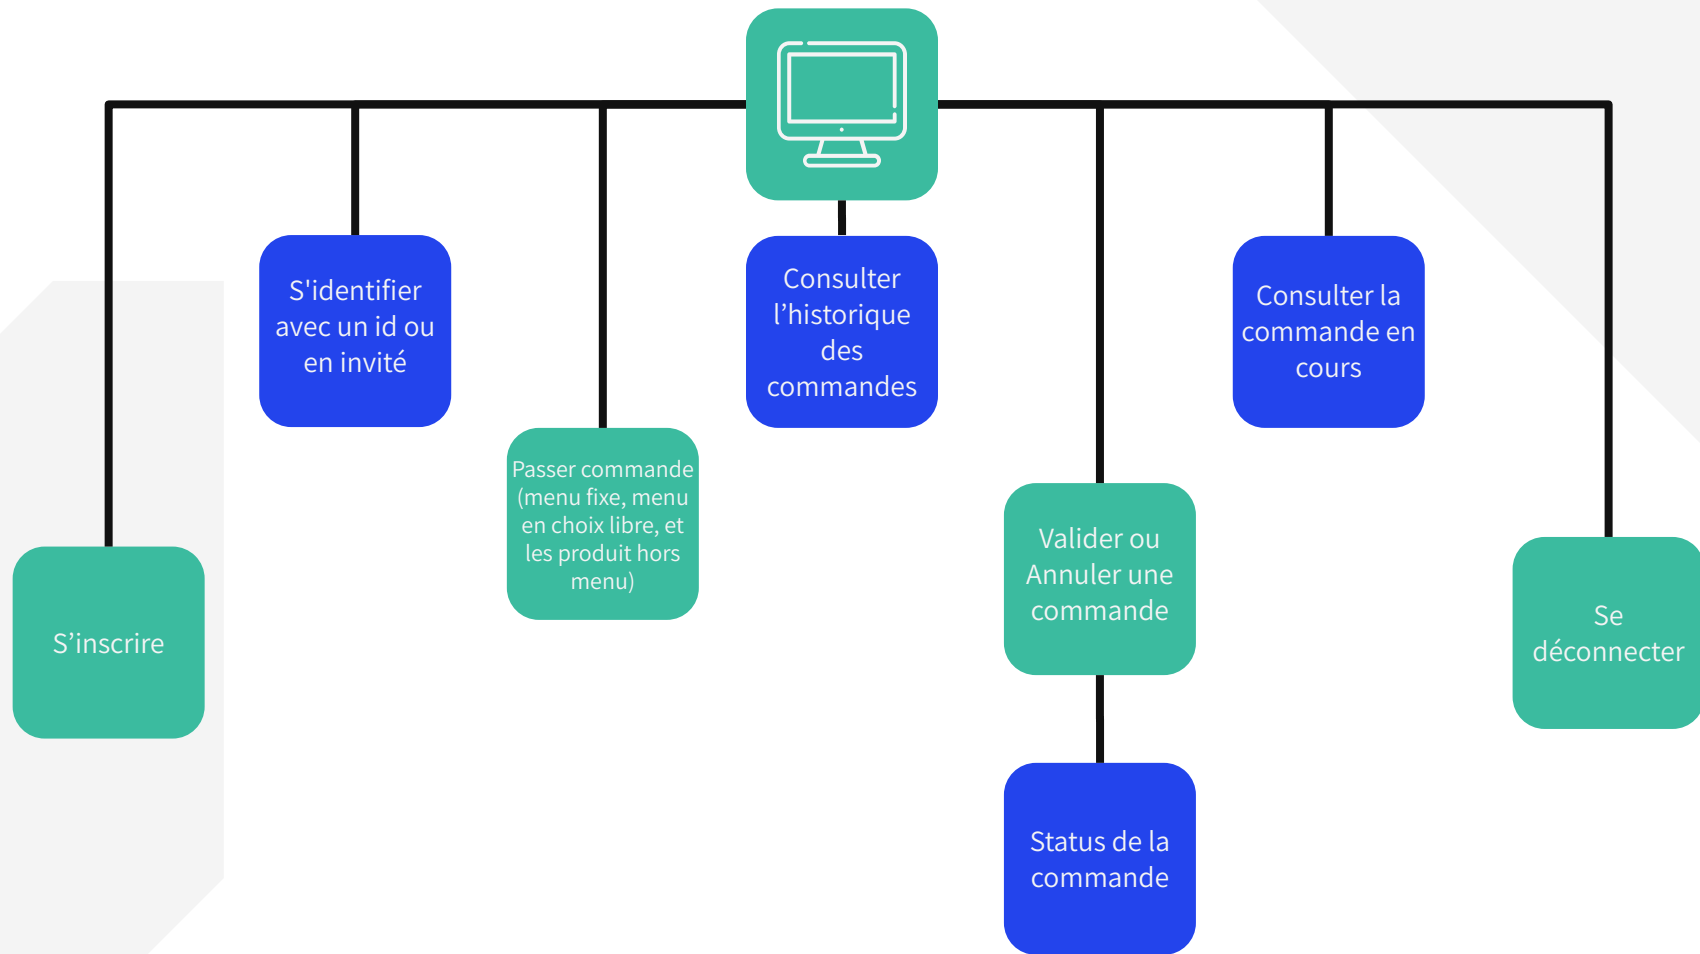 S'identifier
avec un id ou
en invité
Consulter
l’historique
des
commandes
Consulter la
commande en
cours
Passer commande
(menu fixe, menu
en choix libre, et
les produit hors
menu)
Valider ou
Annuler une
commande
S’inscrire
Se
déconnecter
Status de la
commande